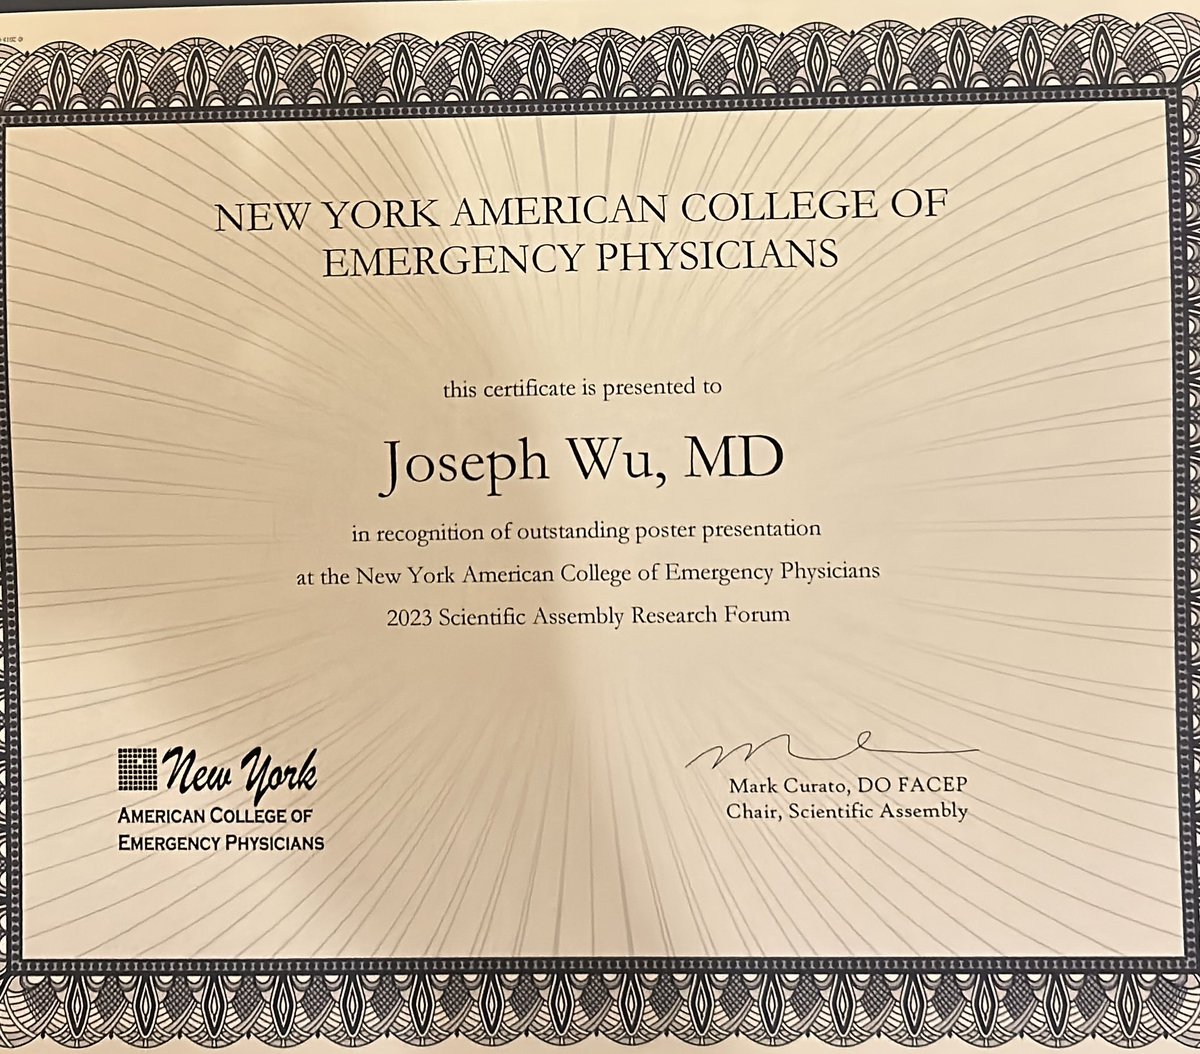 NEW YORK AMERICAN COLLEGE OF
EMERGENCY PHYSICIANS
this certificate is presented to
Joseph Wu, MD
in recognition of outstanding poster presentation
at the New York American College of Emergency Physicians
2023 Scientific Assembly Research Forum
New York
AMERICAN COLLEGE OF
EMERGENCY PHYSICIANS
Mark Curato, DO FACEP
Chair, Scientific Assembly